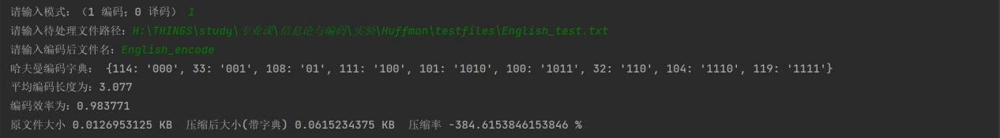 请输入模式：（1 编码；0 译码） 1
请输入待处理文件路径：H:\THINGS\study\专业课\信息论与编码\实验\Huffman\testfiles\English_test.txt
请输入编码后文件名：English_encode
哈夫曼编码字典： {114: '000', 33: '001', 108: '01', 111: '100', 101: '1010', 100: '1011', 32: '110', 104: '1110', 119: '1111'}
平均编码长度为：3.077
编码效率为：0.983771
原文件大小 0.0126953125 KB  压缩后大小(带字典) 0.0615234375 KB  压缩率 -384.6153846153846 %